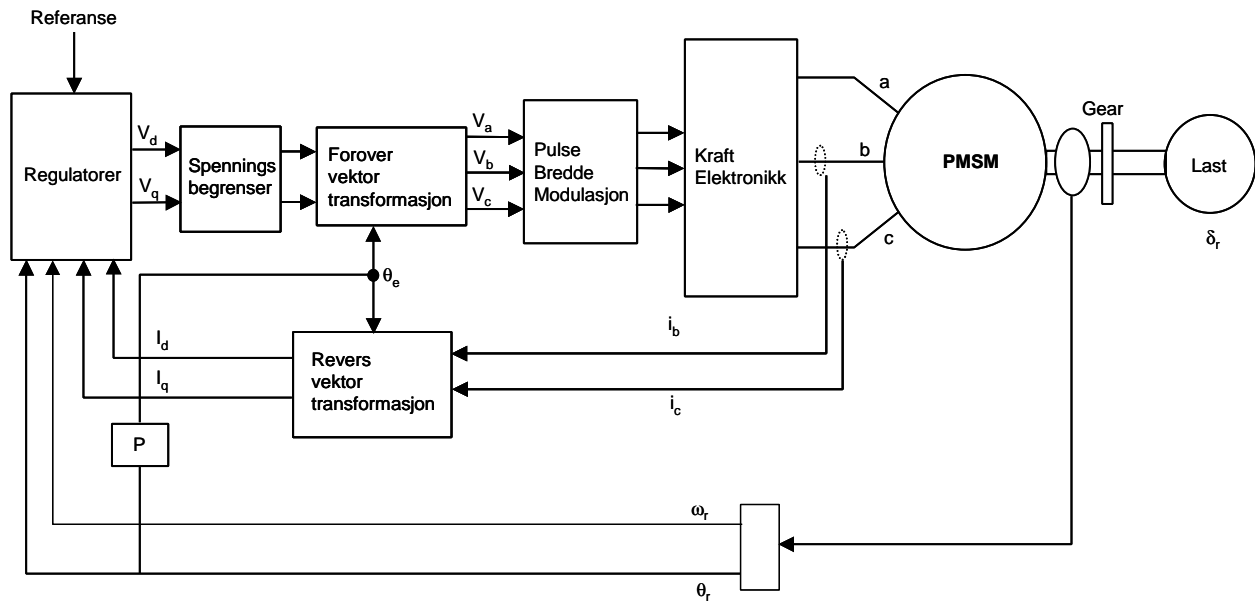 Referanse
Regulatorer
V_d
V_q
Spennings
begrenser
Forover
vektor
transformasjon
V_a
V_b
V_c
Pulse
Bredde
Modulasjon
Kraft
Elektronikk
a
b
c
PMSM
Gear
Last
δ_r
θ_e
I_d
I_q
Revers
vektor
transformasjon
i_b
i_c
P
ω_r
θ_r